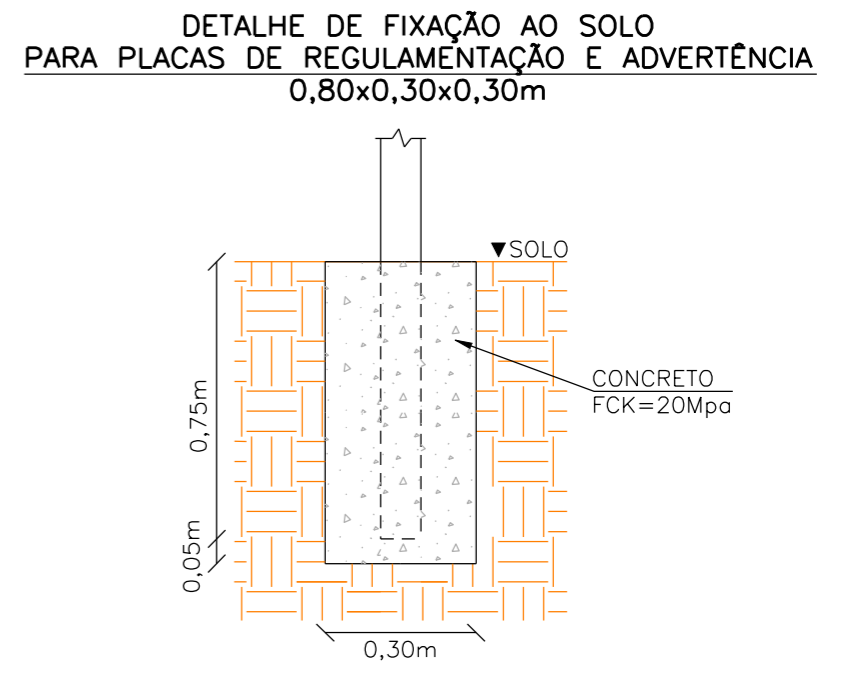 DETALHE DE FIXAÇÃO AO SOLO
PARA PLACAS DE REGULAMENTAÇÃO E ADVERTÊNCIA
0,80x0,30x0,30m
▼SOLO
CONCRETO
FCK=20Mpa
0,75m
0,05m
0,30m